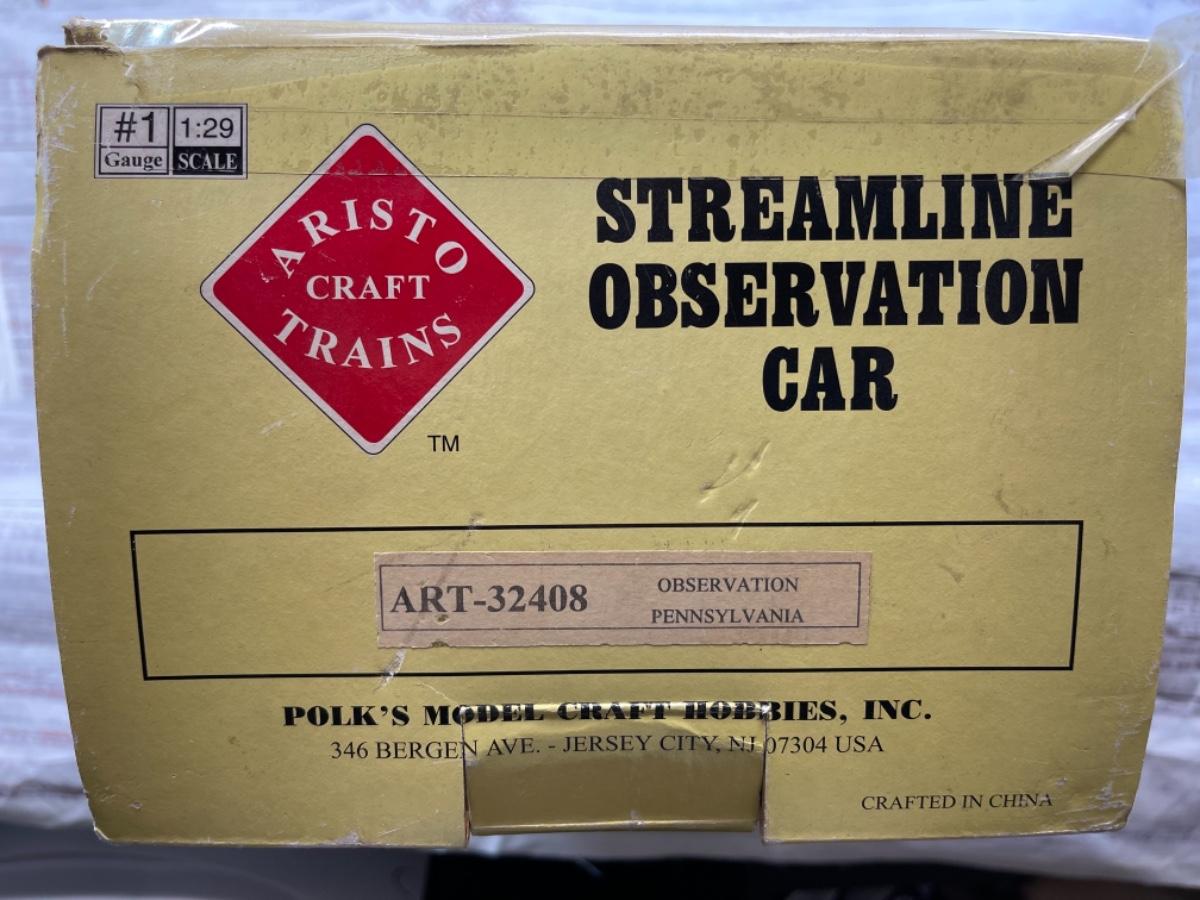 #1 1:29
Gauge SCALE
ARISTO
CRAFT
TRAINS
TM
STREAMLINE
OBSERVATION
CAR
ART-32408 OBSERVATION
PENNSYLVANIA
POLK'S MODEL CRAFT HOBBIES, INC.
346 BERGEN AVE. - JERSEY CITY, NJ 07304 USA
CRAFTED IN CHINA